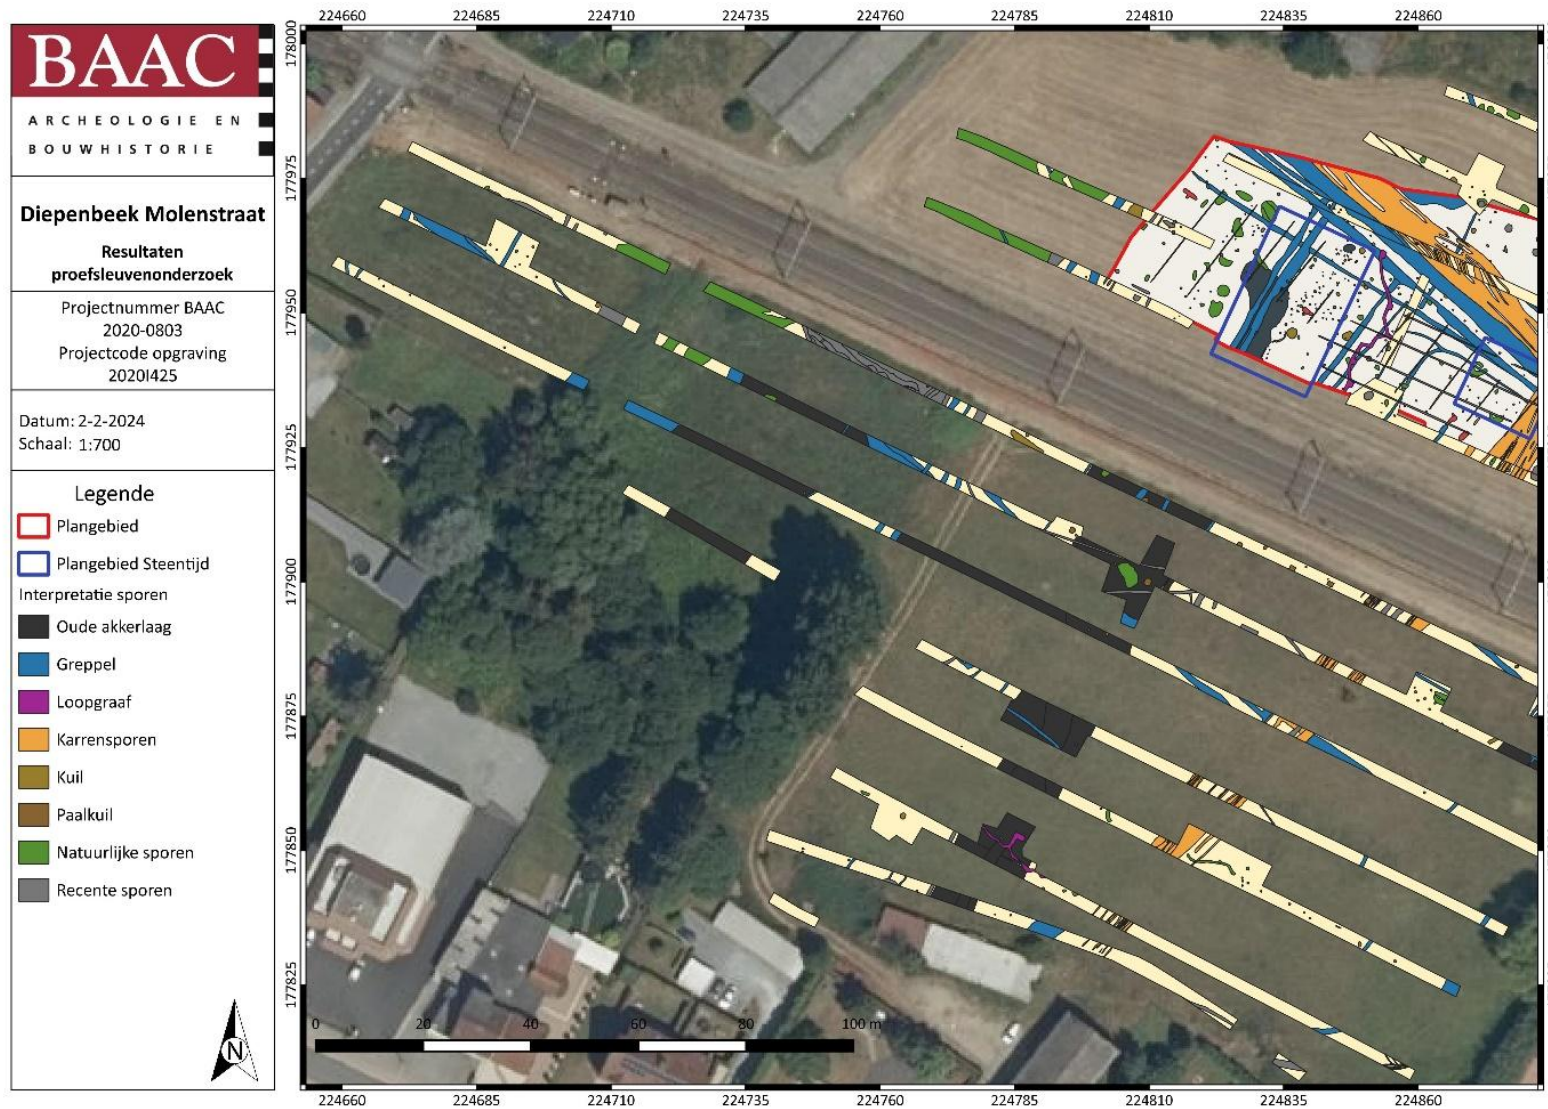 BAAC
ARCHEOLOGIE EN
BOUWHISTORIE
Diepenbeek Molenstraat
Resultaten
proefsleuvenonderzoek
Projectnummer BAAC
2020-0803
Projectcode opgraving
2020I425
Datum: 2-2-2024
Schaal: 1:700
Legende
Plangebied
Plangebied Steentijd
Interpretatie sporen
Oude akkerlaag
Greppel
Loopgraaf
Karrensporen
Kuil
Paalkuil
Natuurlijke sporen
Recente sporen
N
224660 224685 224710 224735 224760 224785 224810 224835 224860
178000
177975
177950
177925
177900
177875
177850
177825
0 20 40 60 80 100 m
224660 224685 224710 224735 224760 224785 224810 224835 224860